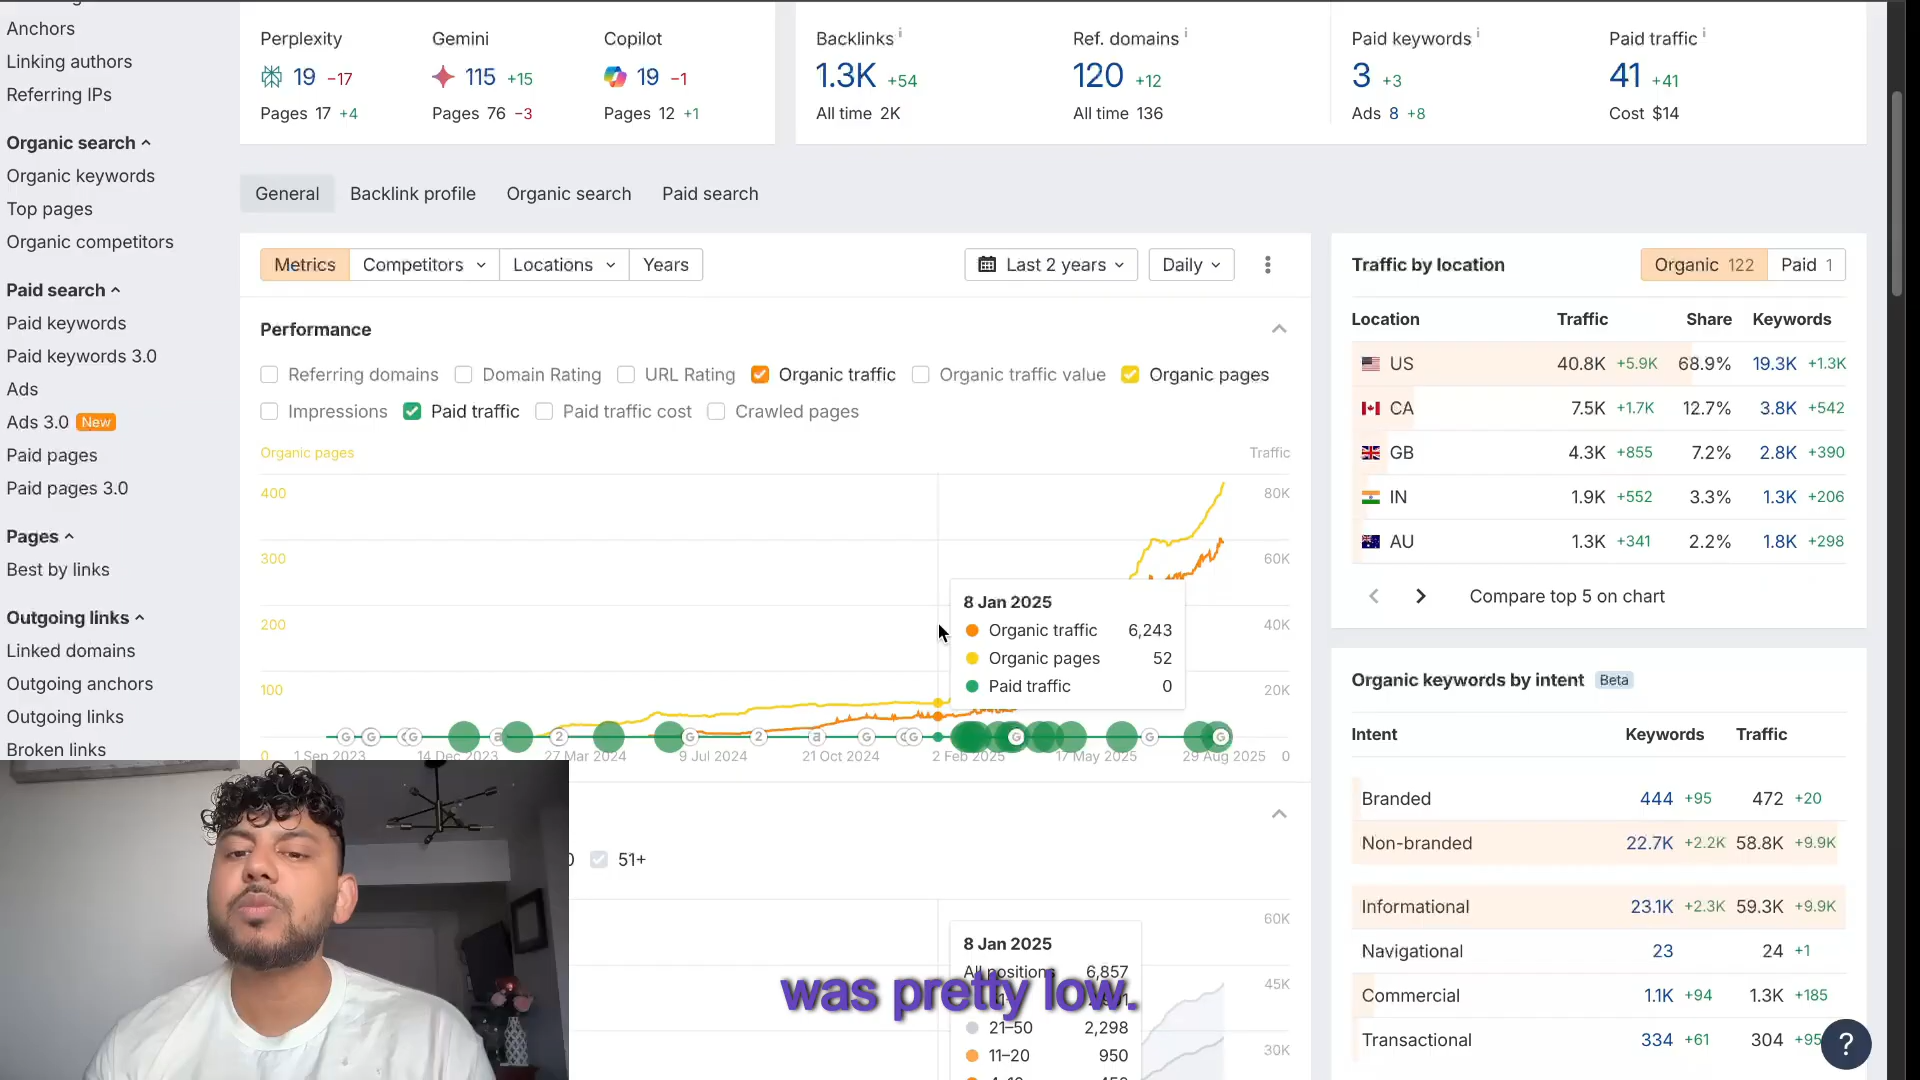 Anchors
Linking authors
Referring IPs
Organic search
Organic keywords
Top pages
Organic competitors
Paid search
Paid keywords
Paid keywords 3.0
Ads
Ads 3.0 New
Paid pages
Paid pages 3.0
Pages
Best by links
Outgoing links
Linked domains
Outgoing anchors
Outgoing links
Broken links
Perplexity Gemini Copilot
19 −17 115 +15 19 −1
Pages 17 +4 Pages 76 −3 Pages 12 +1
Backlinks i Ref. domains i Paid keywords i Paid traffic i
1.3K +54 120 +12 3 +3 41 +41
All time 2K All time 136 Ads 8 +8 Cost $14
General Backlink profile Organic search Paid search
Metrics Competitors Locations Years Last 2 years Daily
Performance
Referring domains Domain Rating URL Rating Organic traffic Organic traffic value Organic pages
Impressions Paid traffic Paid traffic cost Crawled pages
Organic pages Traffic
400 80K
300 60K
200 40K
100 20K
0 0
8 Jan 2025
Organic traffic 6,243
Organic pages 52
Paid traffic 0
G G G a 2 G 2 a G G G G G
1 Sep 2023 14 Dec 2023 27 Mar 2024 9 Jul 2024 21 Oct 2024 2 Feb 2025 17 May 2025 29 Aug 2025
51+
60K
45K
30K
8 Jan 2025
All positions 6,857
21–50 2,298
11–20 950
was pretty low.
Traffic by location Organic 122 Paid 1
Location Traffic Share Keywords
US 40.8K +5.9K 68.9% 19.3K +1.3K
CA 7.5K +1.7K 12.7% 3.8K +542
GB 4.3K +855 7.2% 2.8K +390
IN 1.9K +552 3.3% 1.3K +206
AU 1.3K +341 2.2% 1.8K +298
Compare top 5 on chart
Organic keywords by intent Beta
Intent Keywords Traffic
Branded 444 +95 472 +20
Non-branded 22.7K +2.2K 58.8K +9.9K
Informational 23.1K +2.3K 59.3K +9.9K
Navigational 23 24 +1
Commercial 1.1K +94 1.3K +185
Transactional 334 +61 304 +95
?